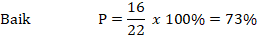 Baik P = 16/22 x 100% = 73%